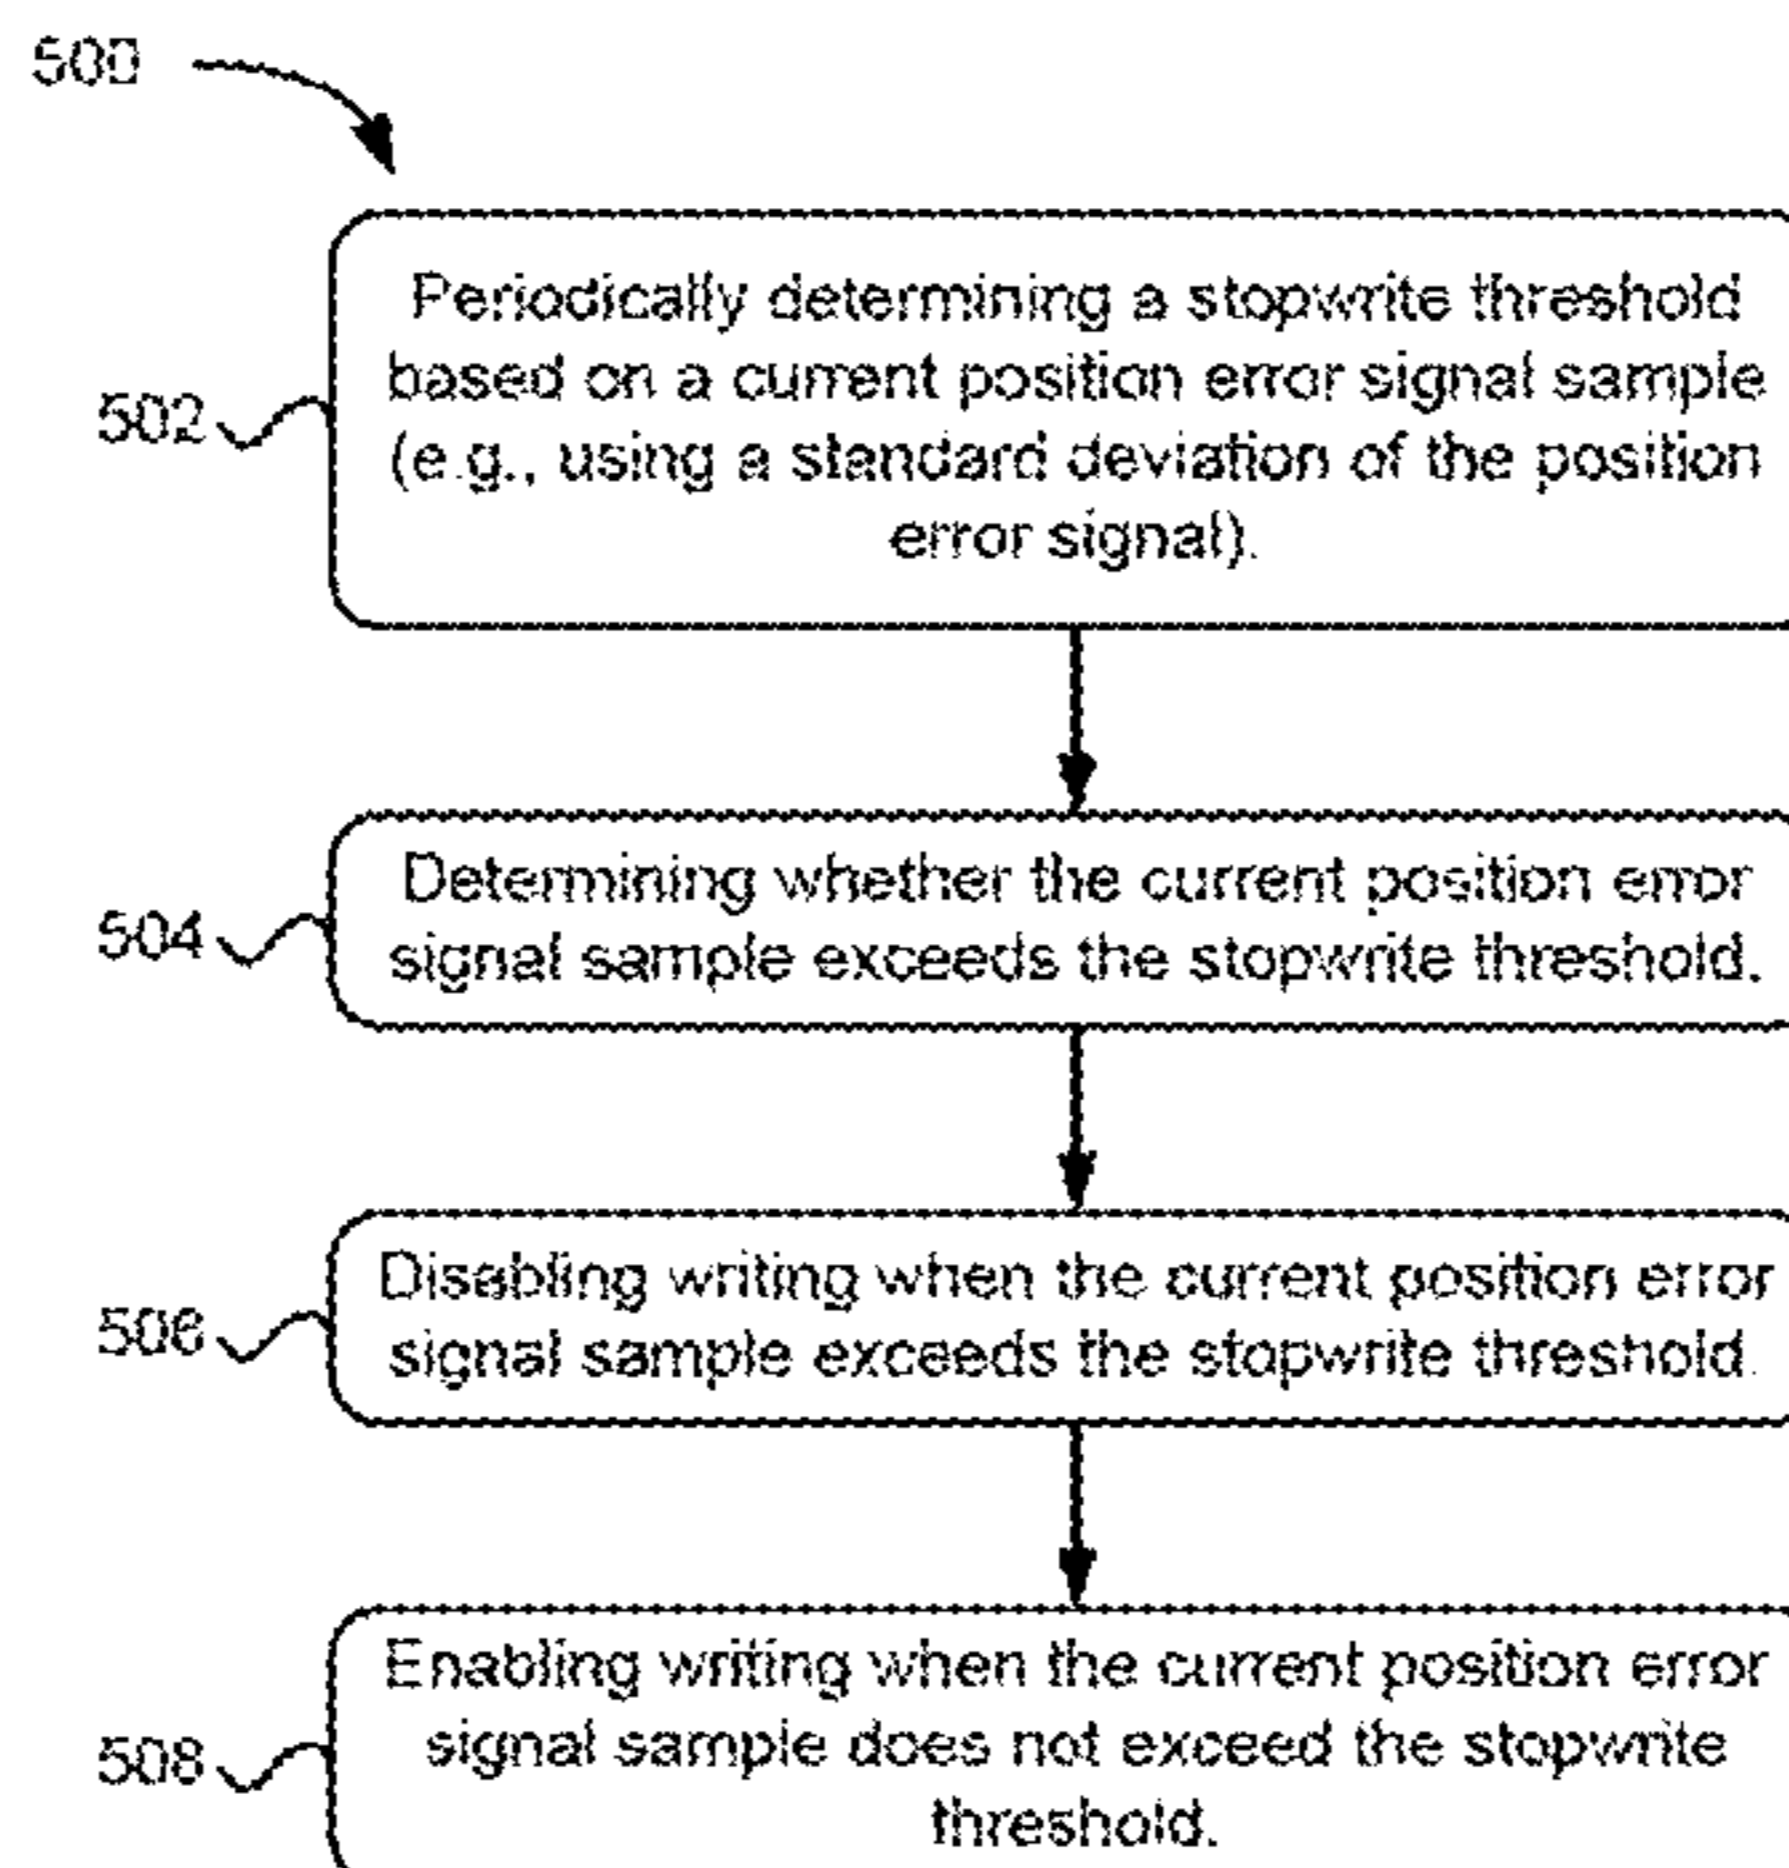 500
Periodically determining a stopwrite threshold
based on a current position error signal sample
502
(e.g., using a standard deviation of the position
error signal).
Determining whether the current position error
504
signal sample exceeds the stopwrite threshold.
Disabling writing when the current position error
506
signal sample exceeds the stopwrite threshold.
Enabling writing when the current position error
508
signal sample does not exceed the stopwrite
threshold.